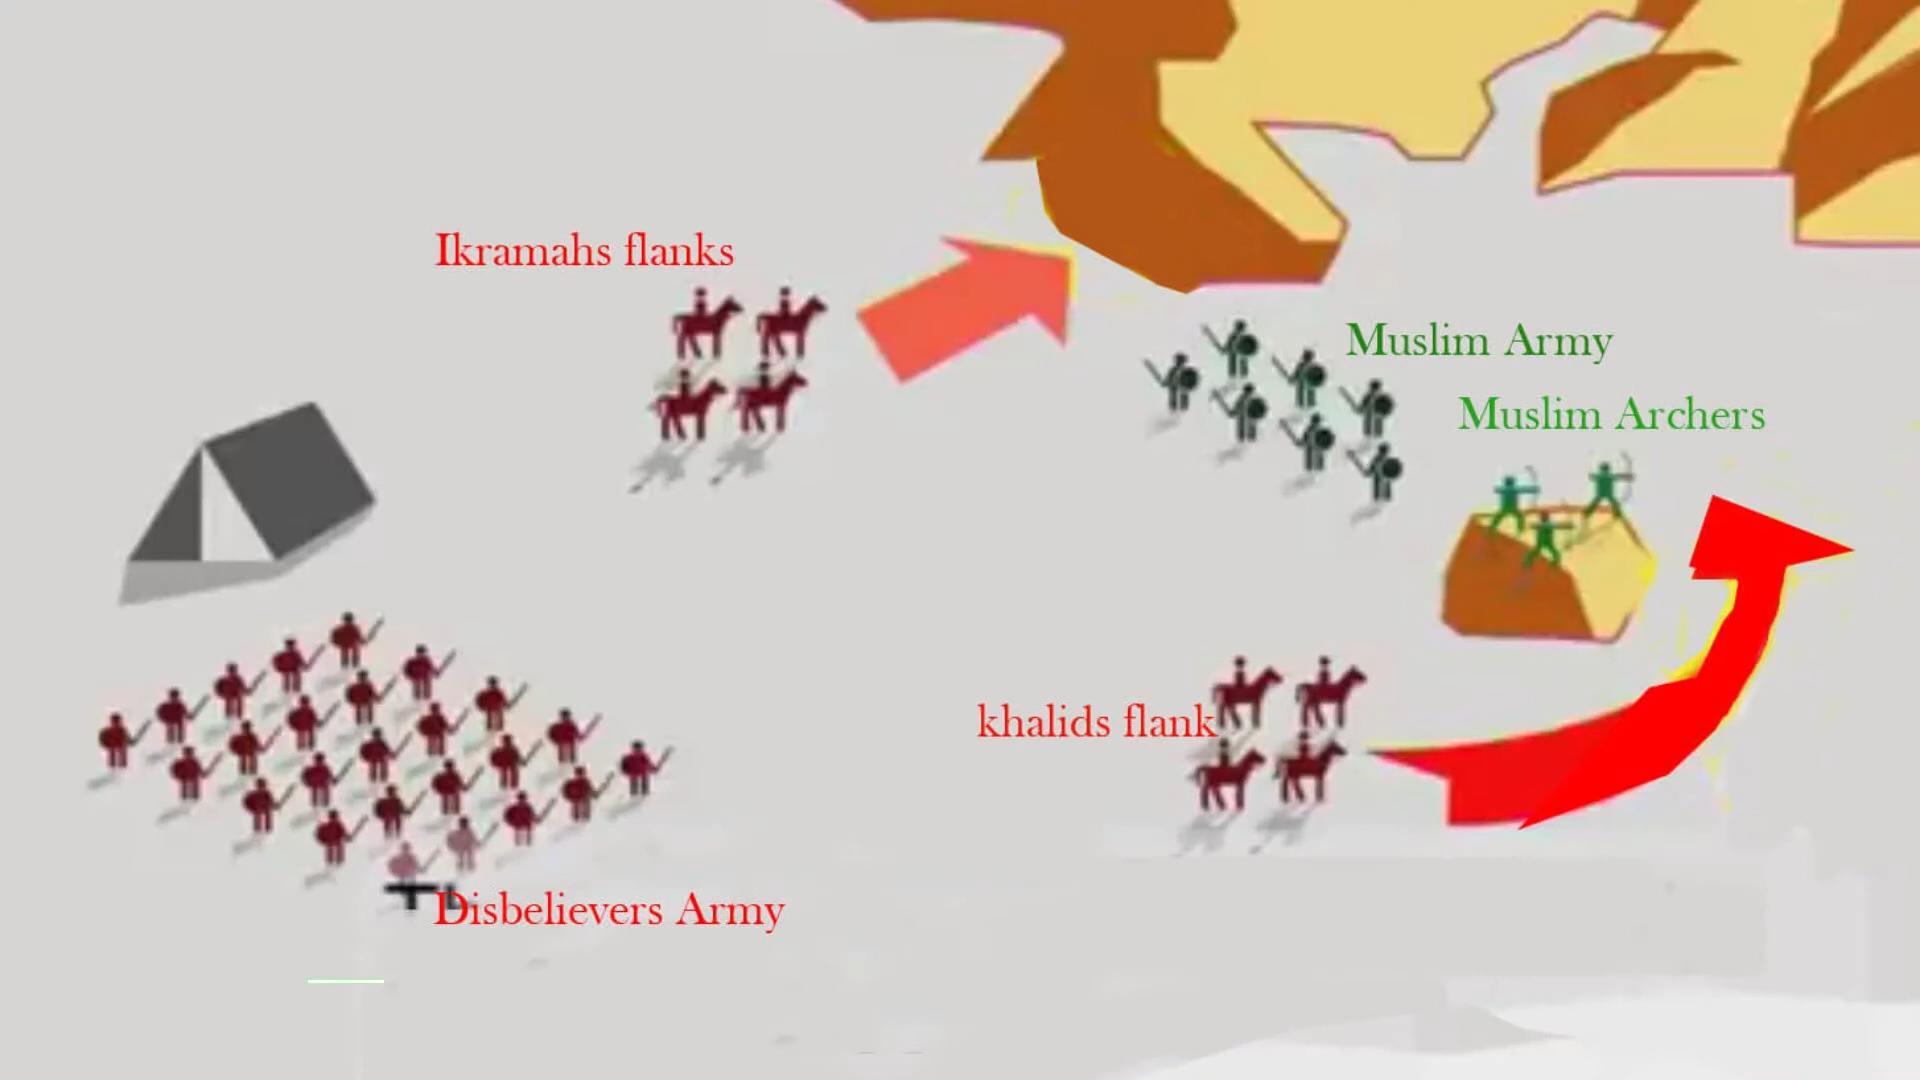 Ikramahs flanks
Muslim Army
Muslim Archers
khalids flank
Disbelievers Army